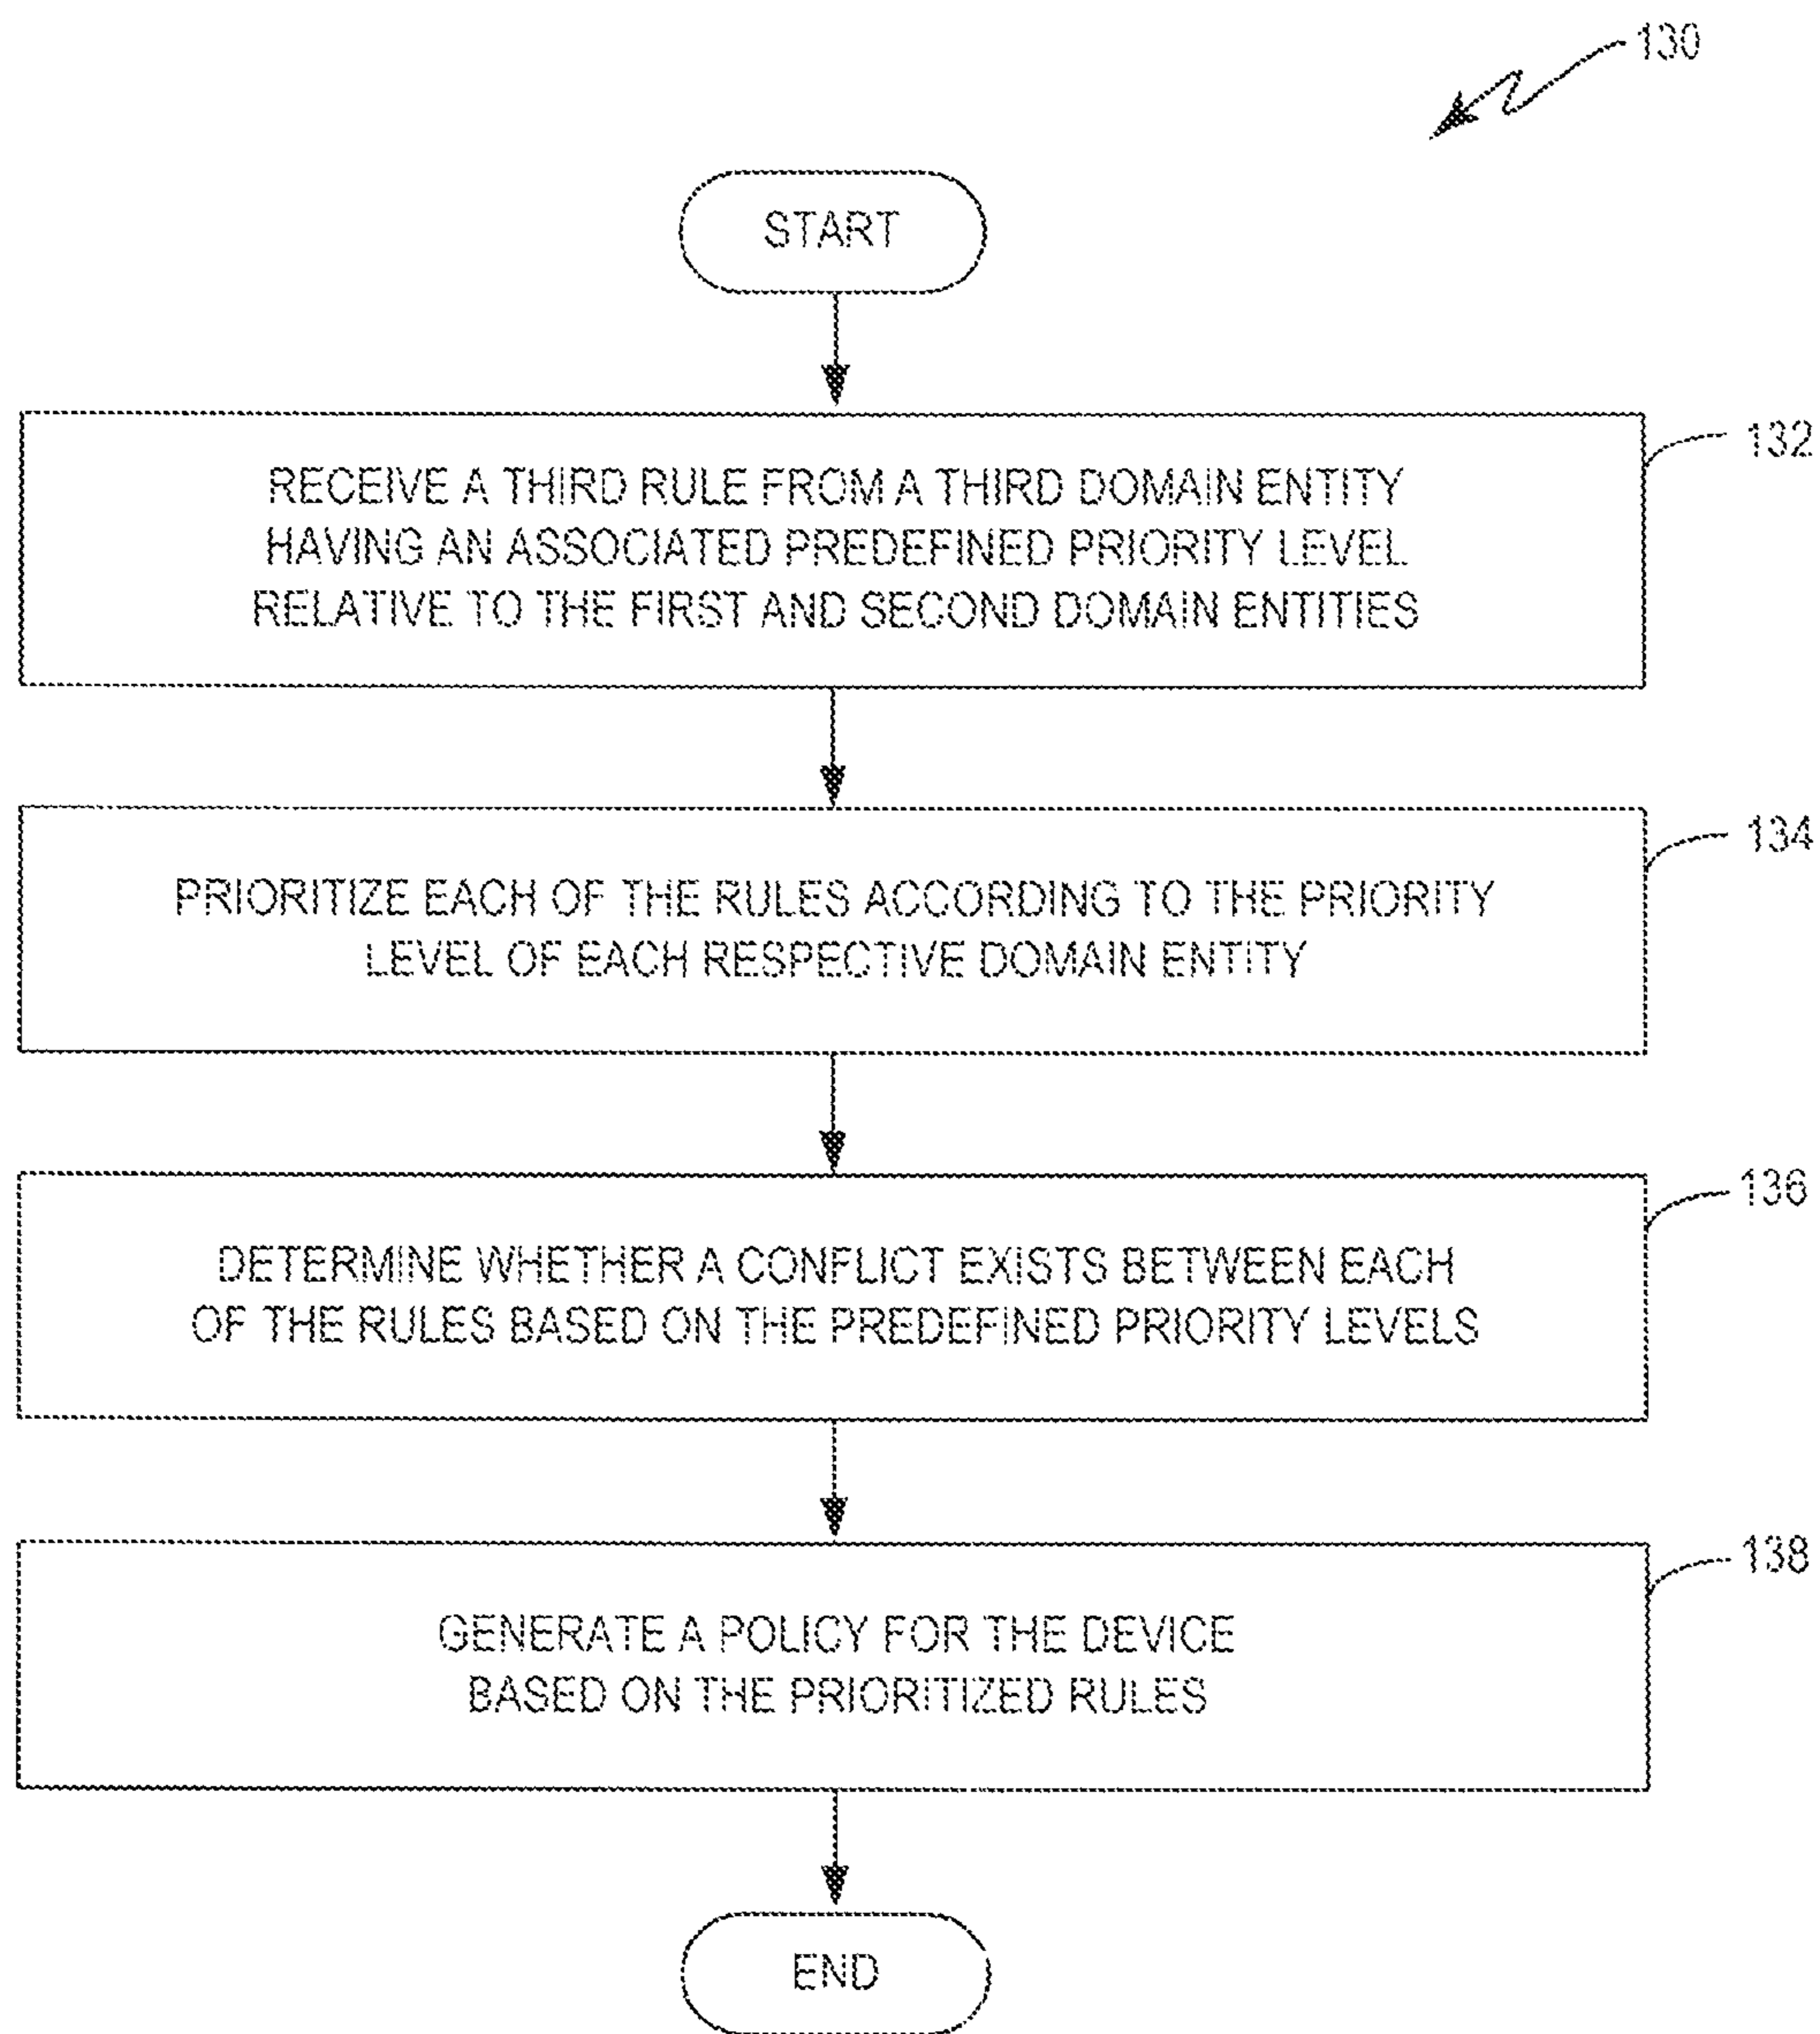 130
START
132
RECEIVE A THIRD RULE FROM A THIRD DOMAIN ENTITY
HAVING AN ASSOCIATED PREDEFINED PRIORITY LEVEL
RELATIVE TO THE FIRST AND SECOND DOMAIN ENTITIES
134
PRIORITIZE EACH OF THE RULES ACCORDING TO THE PRIORITY
LEVEL OF EACH RESPECTIVE DOMAIN ENTITY
136
DETERMINE WHETHER A CONFLICT EXISTS BETWEEN EACH
OF THE RULES BASED ON THE PREDEFINED PRIORITY LEVELS
138
GENERATE A POLICY FOR THE DEVICE
BASED ON THE PRIORITIZED RULES
END